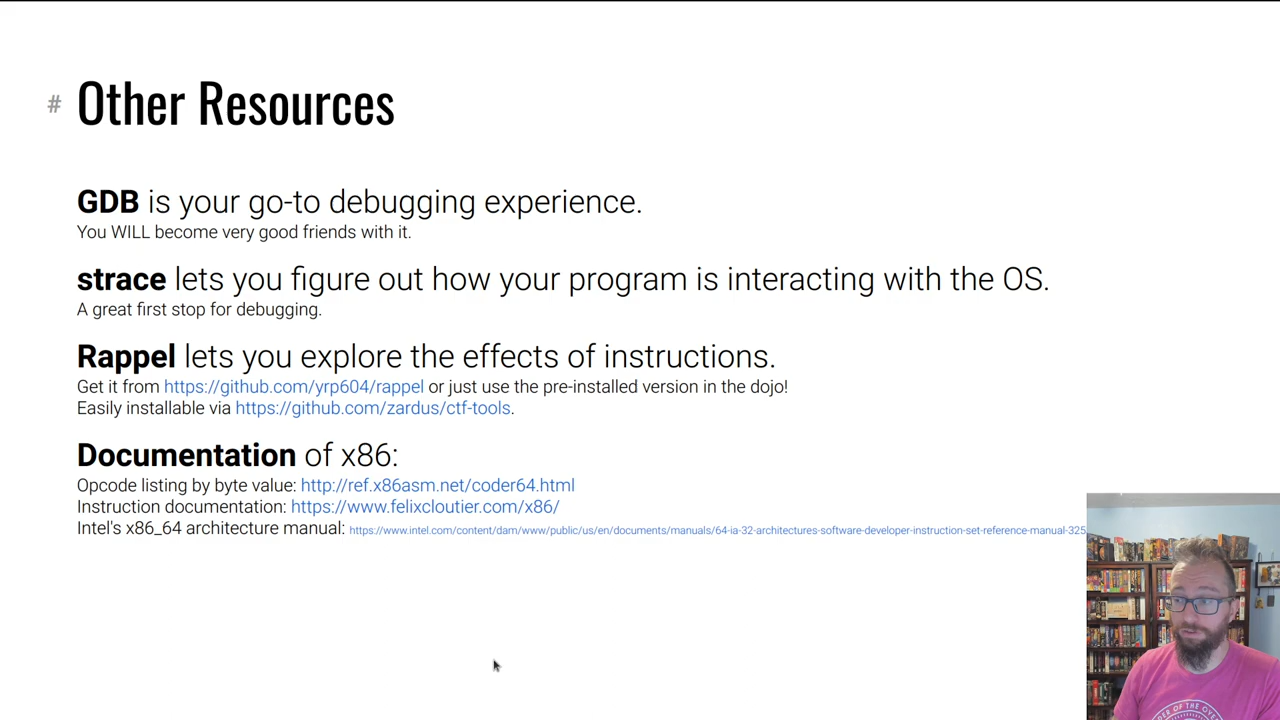 # Other Resources
GDB is your go-to debugging experience.
You WILL become very good friends with it.
strace lets you figure out how your program is interacting with the OS.
A great first stop for debugging.
Rappel lets you explore the effects of instructions.
Get it from https://github.com/yrp604/rappel or just use the pre-installed version in the dojo!
Easily installable via https://github.com/zardus/ctf-tools.
Documentation of x86:
Opcode listing by byte value: http://ref.x86asm.net/coder64.html
Instruction documentation: https://www.felixcloutier.com/x86/
Intel's x86_64 architecture manual: https://www.intel.com/content/dam/www/public/us/en/documents/manuals/64-ia-32-architectures-software-developer-instruction-set-reference-manual-325
OF THE